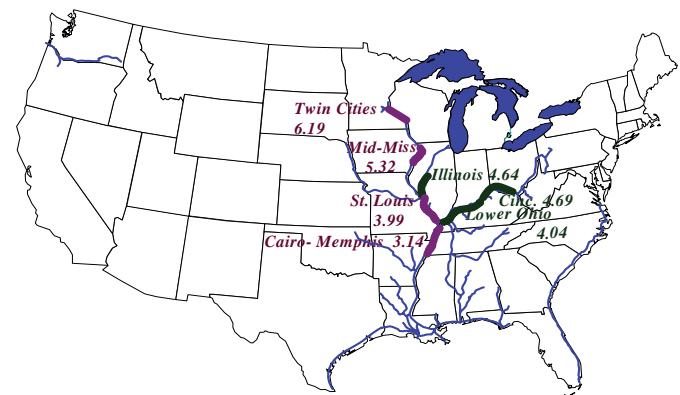 Twin Cities
6.19
Mid-Miss
5.32
Illinois 4.64
St. Louis
3.99
Cinc. 4.69
Lower Ohio
4.04
Cairo- Memphis 3.14